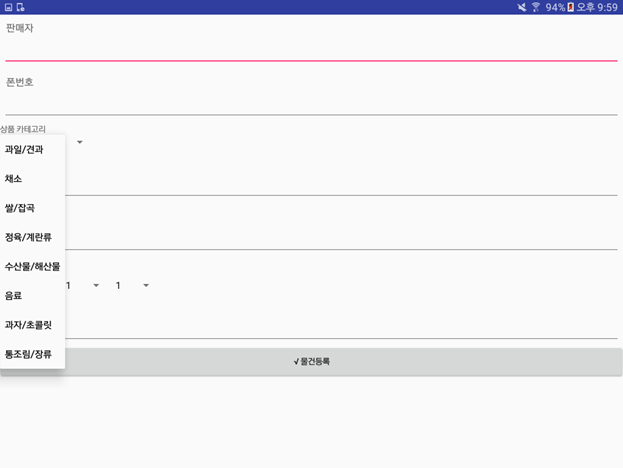 94% 오후 9:59
판매자
폰번호
상품 카테고리
과일/견과
채소
쌀/잡곡
정육/계란류
수산물/해산물
1 1
음료
과자/초콜릿
통조림/장류
√ 물건등록